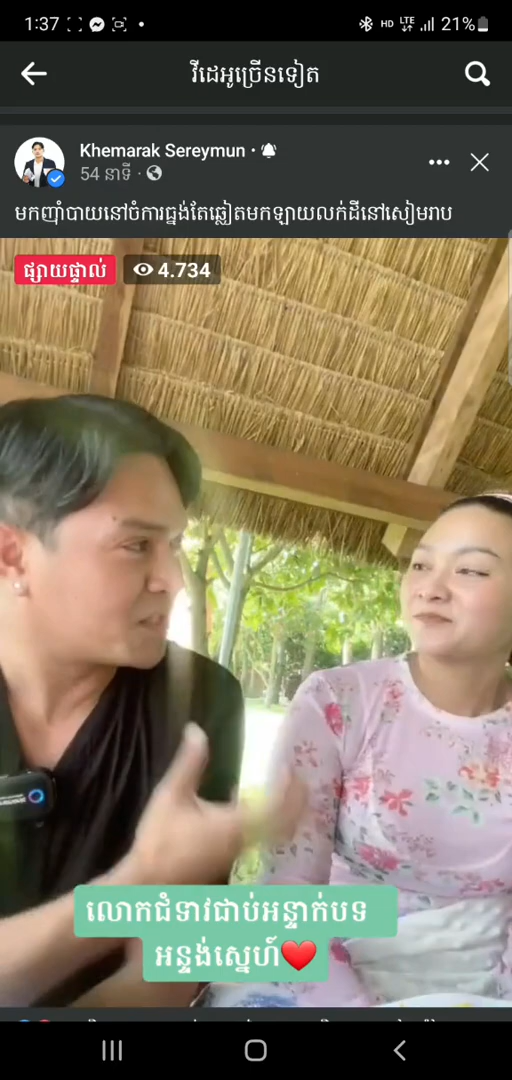 1:37
HD LTE 21%
វីដេអូច្រើនទៀត
Khemarak Sereymun ·
54 នាទី ·
មកញ៉ាំបាយនៅចំការធ្នង់តែឆ្លៀតមកឡាយលក់ដីនៅសៀមរាប
ផ្សាយផ្ទាល់ 4.734
លោកជំទាវជាប់អន្ទាក់បទ
អន្ទង់ស្នេហ៍❤️